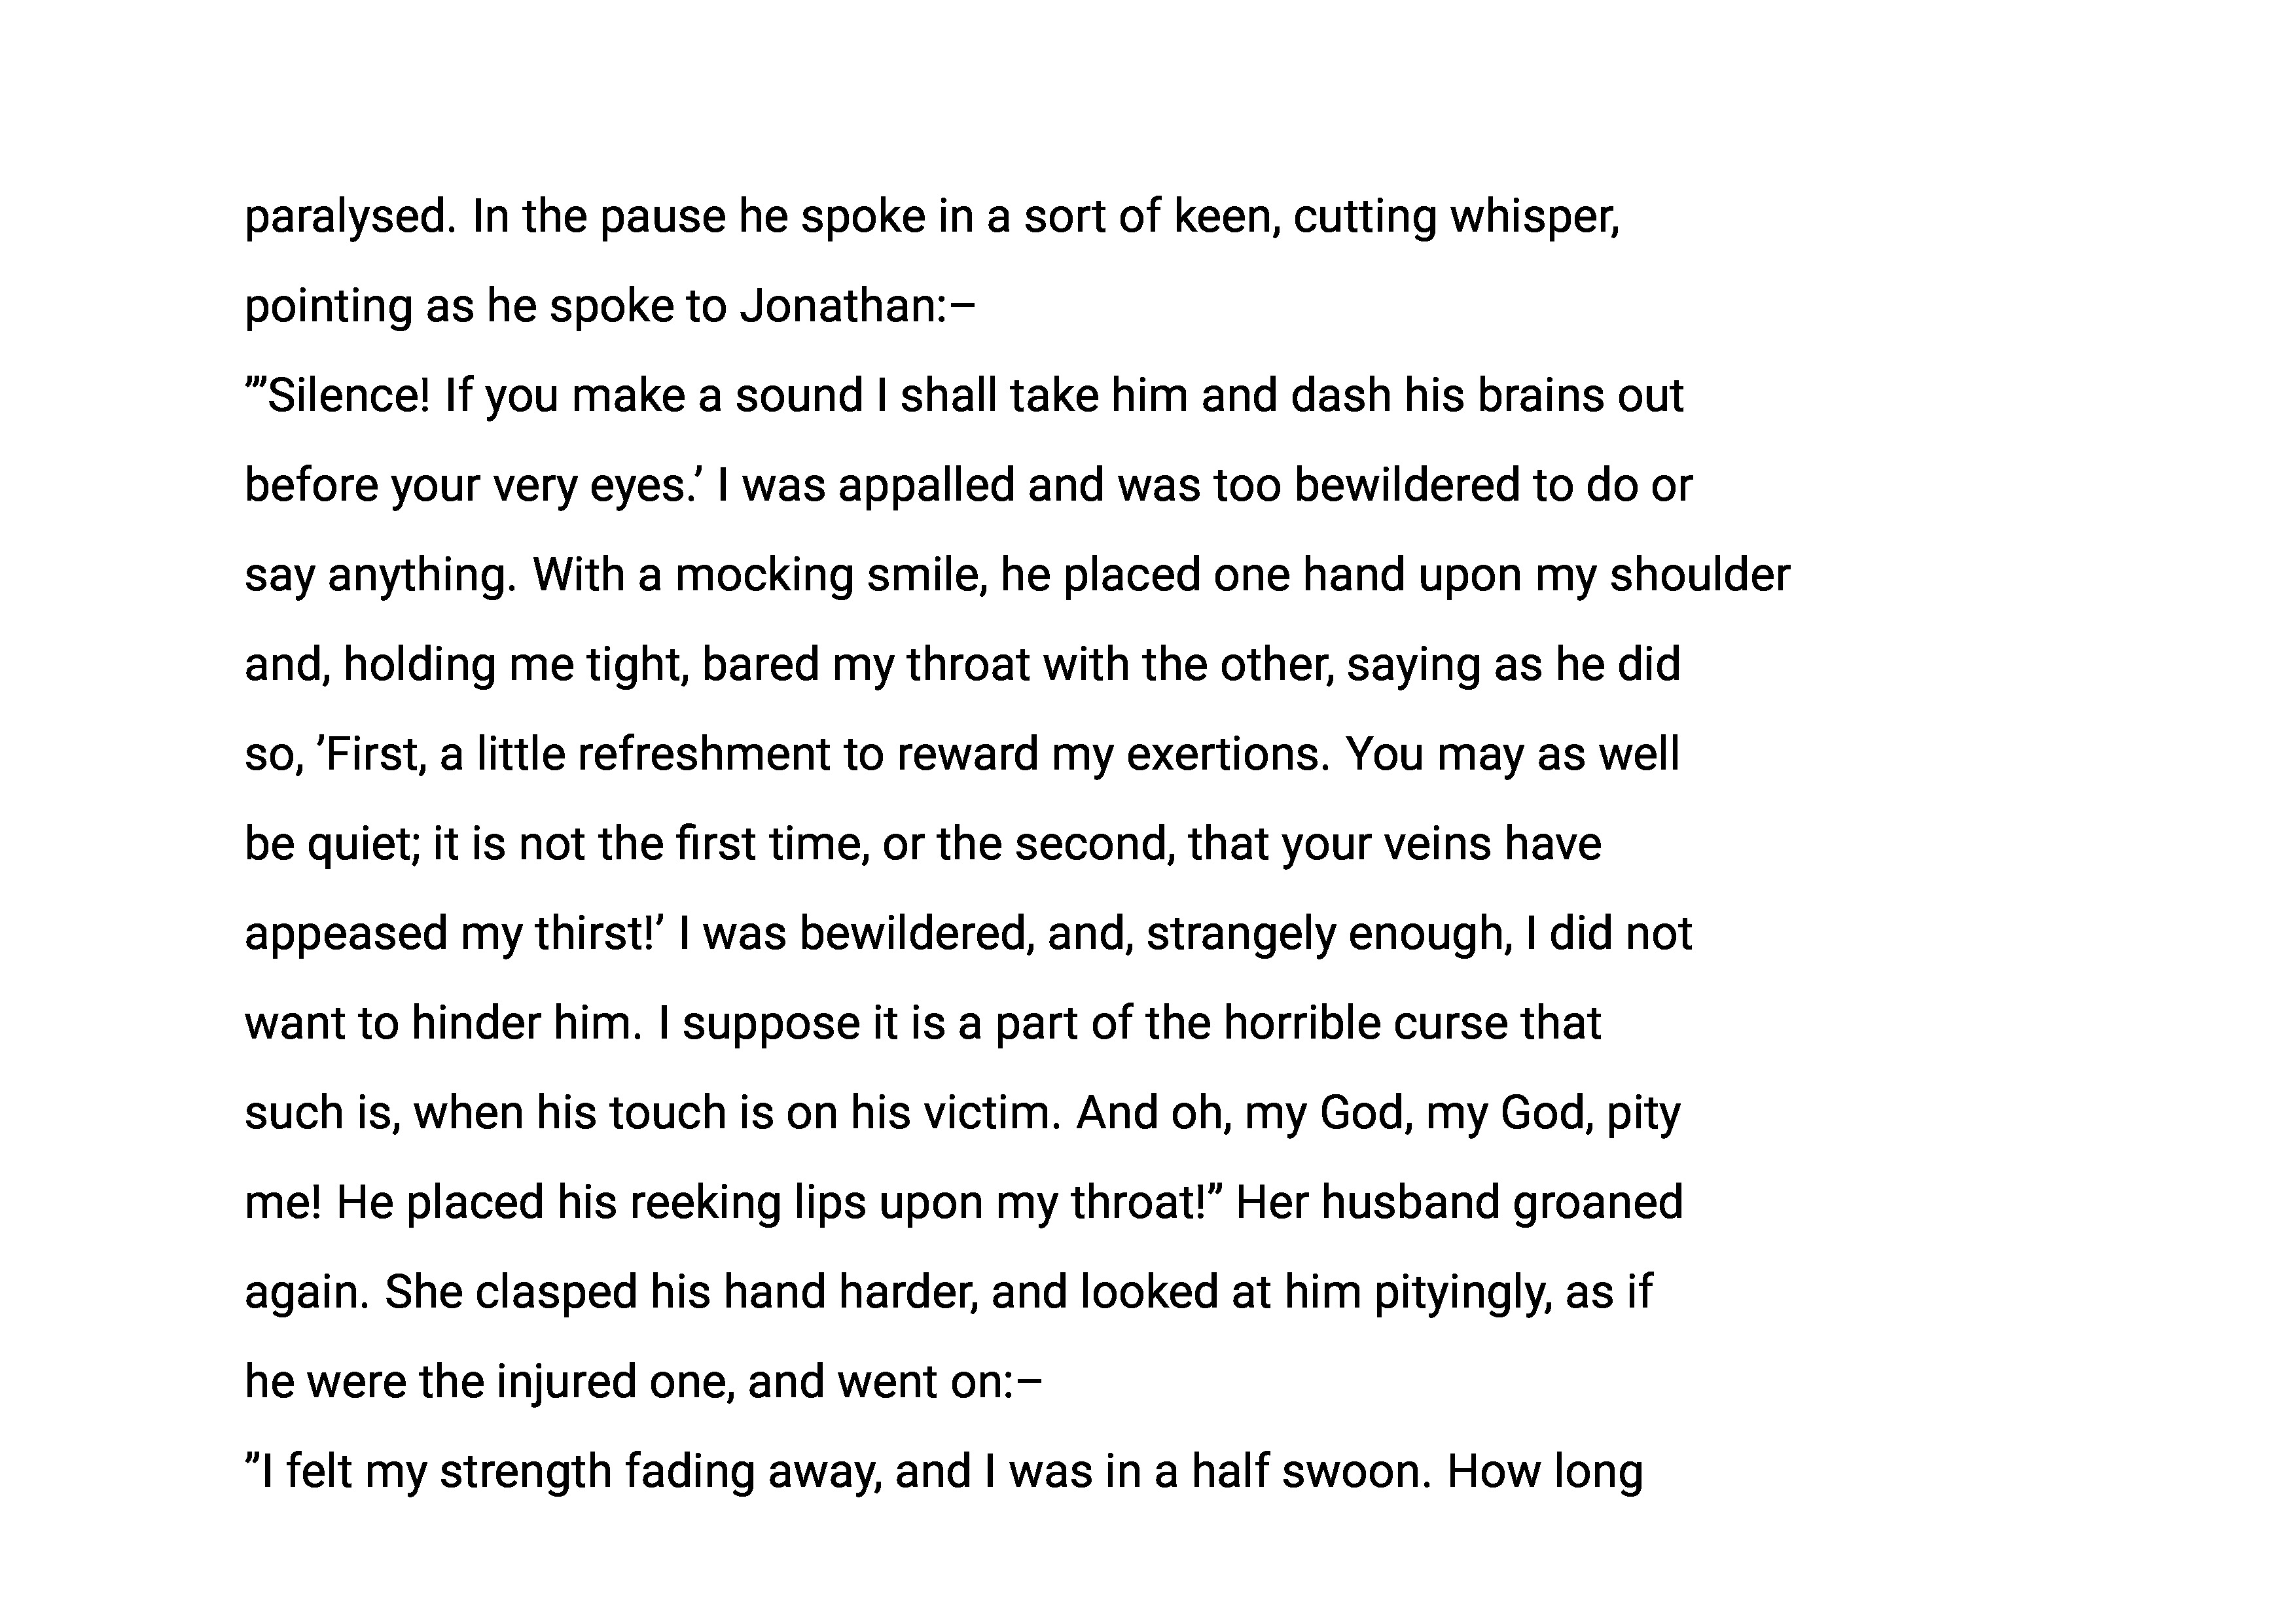 paralysed. In the pause he spoke in a sort of keen, cutting whisper,
pointing as he spoke to Jonathan:–
”’Silence! If you make a sound I shall take him and dash his brains out
before your very eyes.’ I was appalled and was too bewildered to do or
say anything. With a mocking smile, he placed one hand upon my shoulder
and, holding me tight, bared my throat with the other, saying as he did
so, ’First, a little refreshment to reward my exertions. You may as well
be quiet; it is not the first time, or the second, that your veins have
appeased my thirst!’ I was bewildered, and, strangely enough, I did not
want to hinder him. I suppose it is a part of the horrible curse that
such is, when his touch is on his victim. And oh, my God, my God, pity
me! He placed his reeking lips upon my throat!” Her husband groaned
again. She clasped his hand harder, and looked at him pityingly, as if
he were the injured one, and went on:–
”I felt my strength fading away, and I was in a half swoon. How long